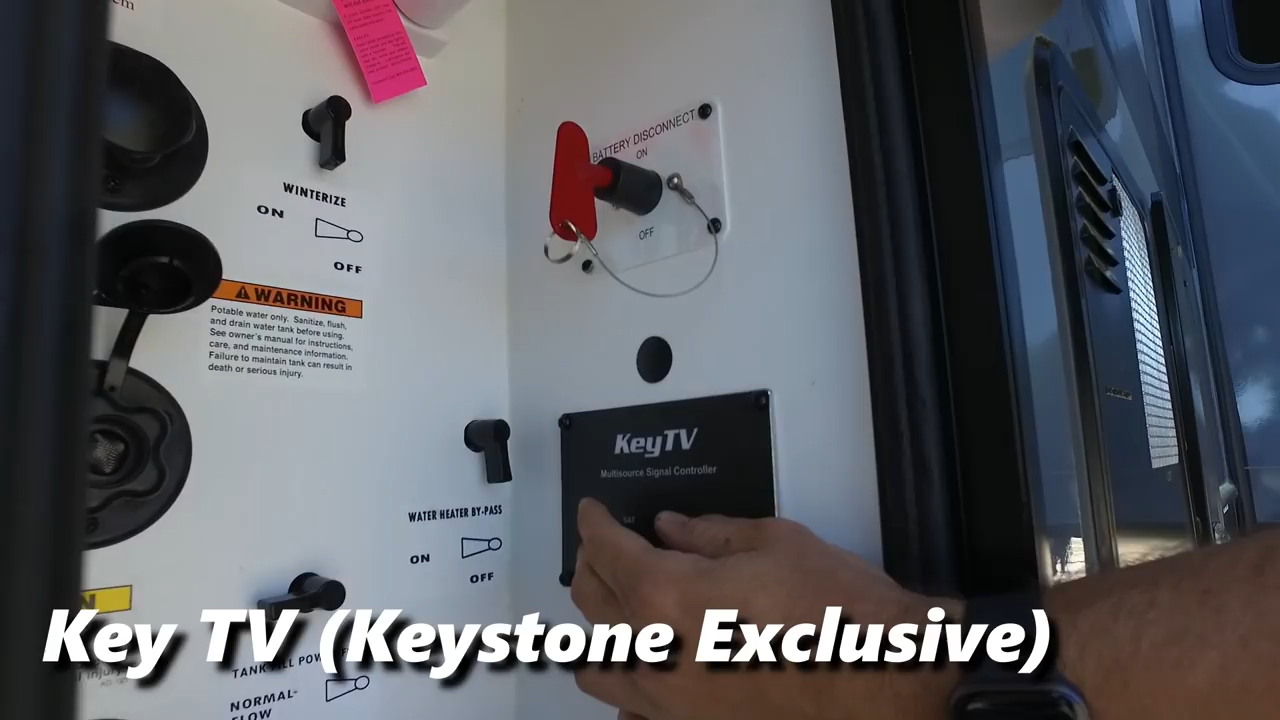 WINTERIZE
ON
OFF
WARNING
Potable water only. Sanitize, flush,
and drain water tank before using.
See owner's manual for instructions,
care, and maintenance information.
Failure to maintain tank can result in
death or serious injury.
BATTERY DISCONNECT
ON
OFF
KeyTV
Multisource Signal Controller
SAT
WATER HEATER BY-PASS
ON
OFF
Key TV (Keystone Exclusive)
NORMAL
FLOW